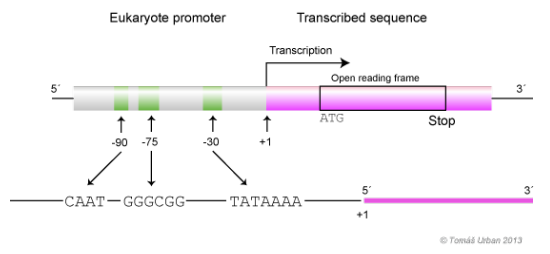 Eukaryote promoter Transcribed sequence
Transcription
Open reading frame
5´ 3´
ATG Stop
-90 -75 -30 +1
CAAT GGGCGG TATAAAA 5´ 3´
+1
© Tomáš Urban 2013